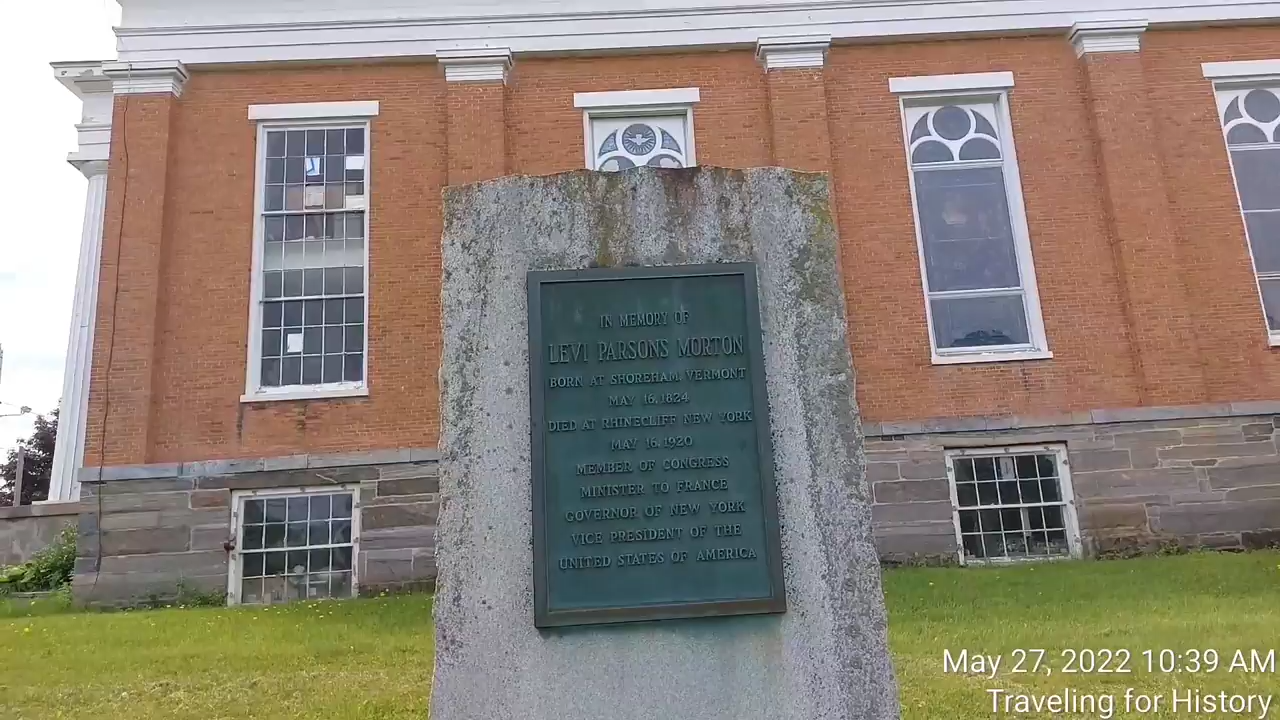 IN MEMORY OF
LEVI PARSONS MORTON
BORN AT SHOREHAM, VERMONT
MAY 16, 1824
DIED AT RHINECLIFF NEW YORK
MAY 16, 1920
MEMBER OF CONGRESS
MINISTER TO FRANCE
GOVERNOR OF NEW YORK
VICE PRESIDENT OF THE
UNITED STATES OF AMERICA
May 27, 2022 10:39 AM
Traveling for History